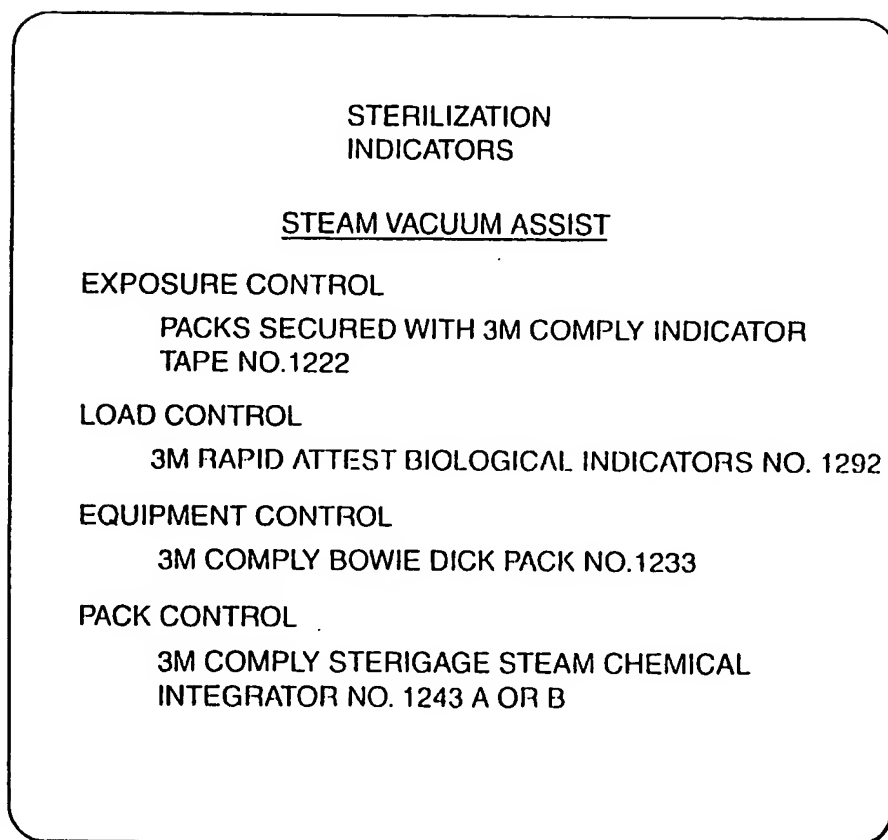 STERILIZATION
INDICATORS
STEAM VACUUM ASSIST
EXPOSURE CONTROL
PACKS SECURED WITH 3M COMPLY INDICATOR
TAPE NO.1222
LOAD CONTROL
3M RAPID ATTEST BIOLOGICAL INDICATORS NO. 1292
EQUIPMENT CONTROL
3M COMPLY BOWIE DICK PACK NO.1233
PACK CONTROL
3M COMPLY STERIGAGE STEAM CHEMICAL
INTEGRATOR NO. 1243 A OR B